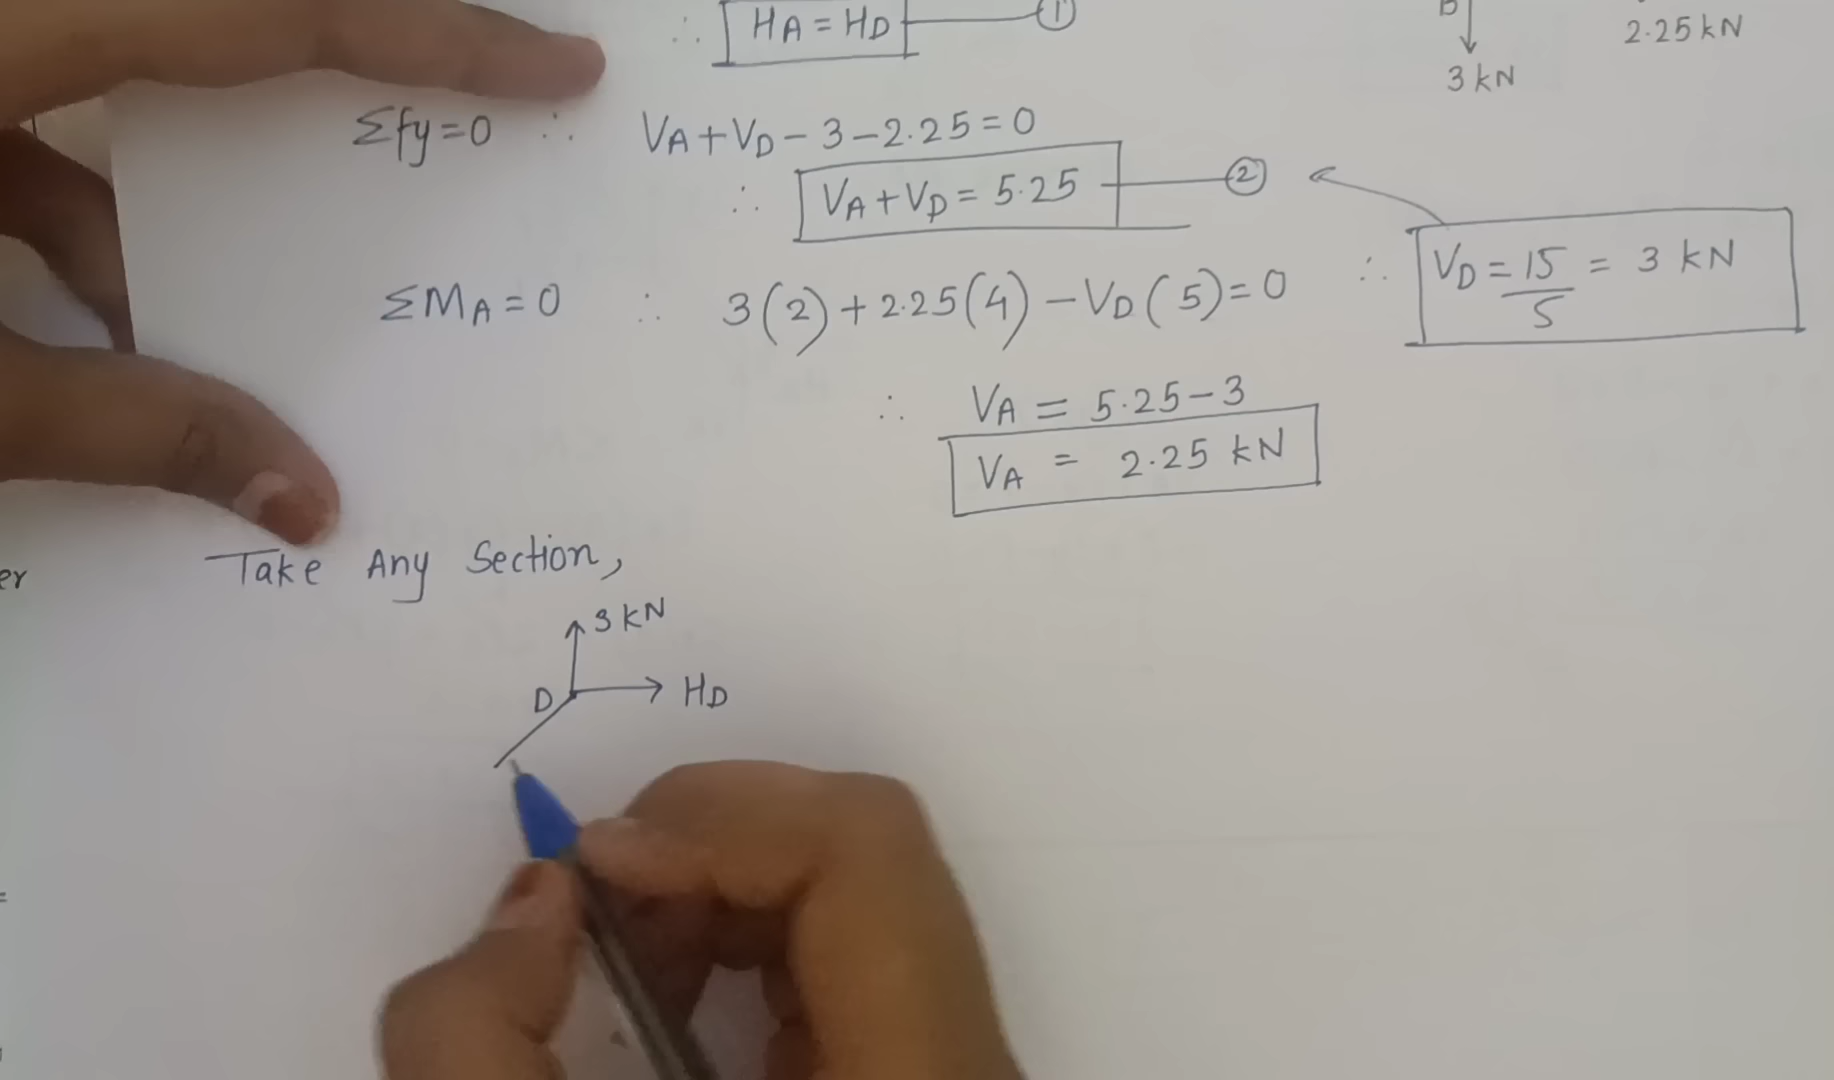 ∴ HA = HD ①
3 kN
2.25 kN
Σfy=0 ∴ VA+VD-3-2.25=0
∴ VA+VD = 5.25 ②
ΣMA=0 ∴ 3(2)+2.25(4)-VD(5)=0
∴ VD = 15/5 = 3 kN
∴ VA = 5.25-3
VA = 2.25 kN
Take Any Section,
3 kN
D HD